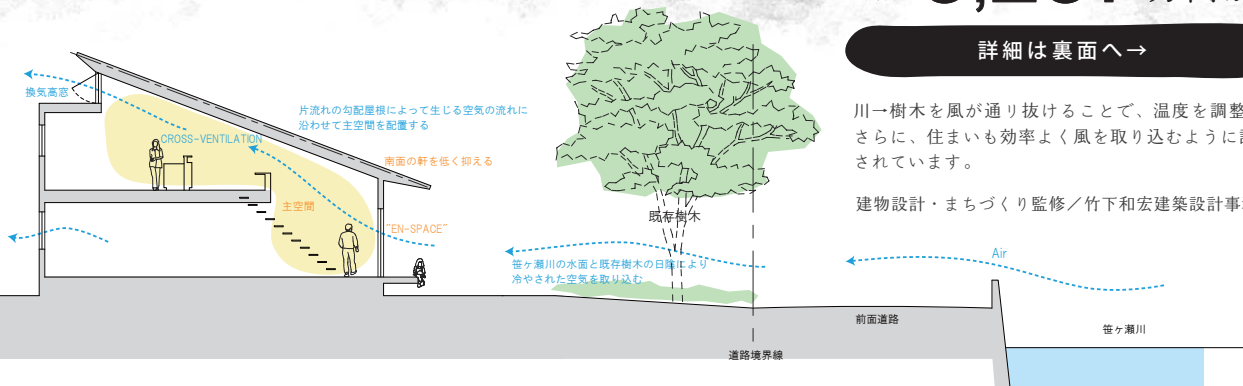 詳細は裏面へ→
川→樹木を風が通り抜けることで、温度を調整
さらに、住まいも効率よく風を取り込むように
されています。
建物設計・まちづくり監修／竹下和宏建築設計事
換気高窓
CROSS-VENTILATION
片流れの勾配屋根によって生じる空気の流れに
沿わせて主空間を配置する
南面の軒を低く抑える
主空間
"EN-SPACE"
既存樹木
笹ヶ瀬川の水面と既存樹木の日陰により
冷やされた空気を取り込む
Air
前面道路
笹ヶ瀬川
道路境界線